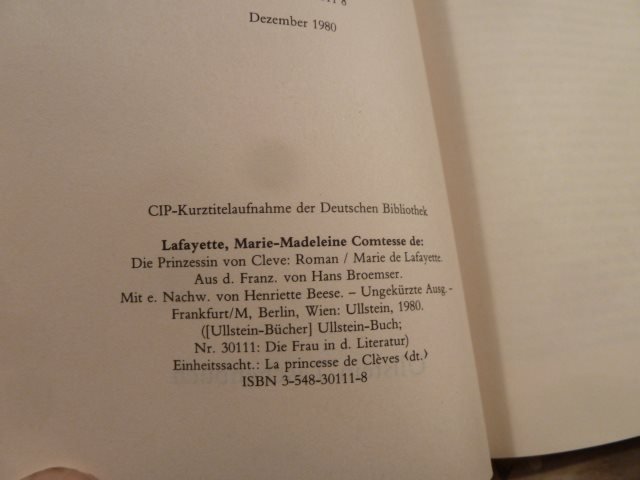 11 8
Dezember 1980
CIP-Kurztitelaufnahme der Deutschen Bibliothek
Lafayette, Marie-Madeleine Comtesse de:
Die Prinzessin von Cleve: Roman / Marie de Lafayette.
Aus d. Franz. von Hans Broemser.
Mit e. Nachw. von Henriette Beese. – Ungekürzte Ausg. –
Frankfurt/M, Berlin, Wien: Ullstein, 1980.
([Ullstein-Bücher] Ullstein-Buch;
Nr. 30111: Die Frau in d. Literatur)
Einheitssacht.: La princesse de Clèves ⟨dt.⟩
ISBN 3-548-30111-8